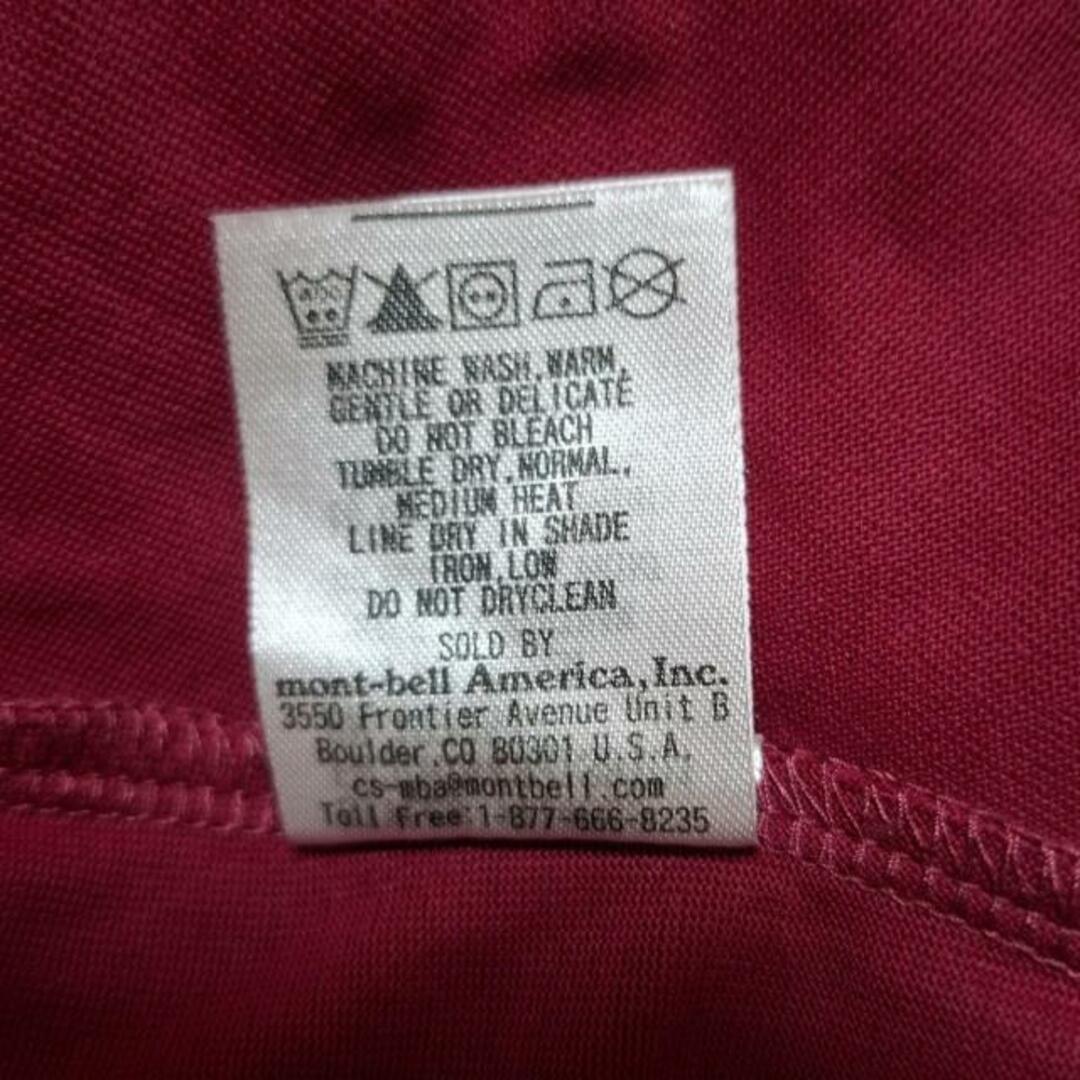 MACHINE WASH,WARM,
GENTLE OR DELICATE
DO NOT BLEACH
TUMBLE DRY,NORMAL,
MEDIUM HEAT
LINE DRY IN SHADE
IRON,LOW
DO NOT DRYCLEAN
SOLD BY
mont-bell America,Inc.
3550 Frontier Avenue Unit B
Boulder,CO 80301 U.S.A.
cs-mba@montbell.com
Toll Free:1-877-666-8235